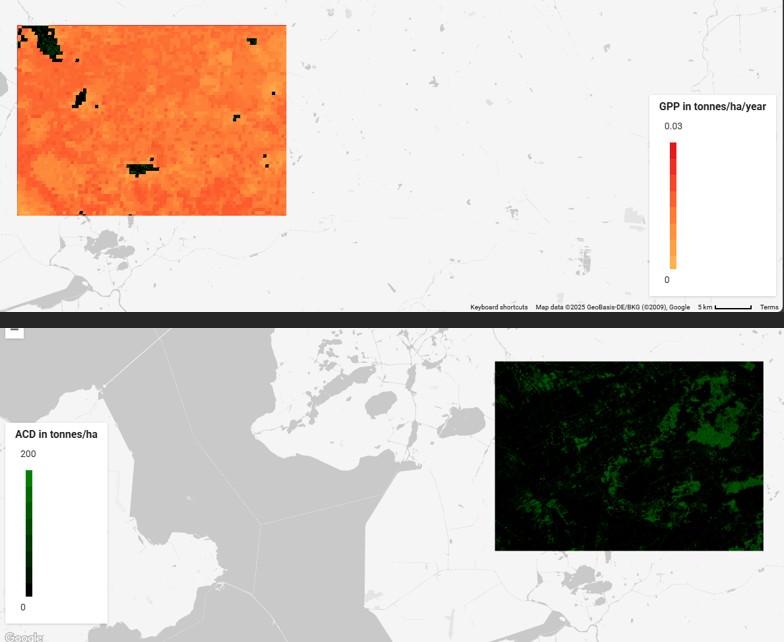 GPP in tonnes/ha/year
0.03
0
Keyboard shortcuts Map data ©2025 GeoBasis-DE/BKG (©2009), Google 5 km Terms
ACD in tonnes/ha
200
0
Google